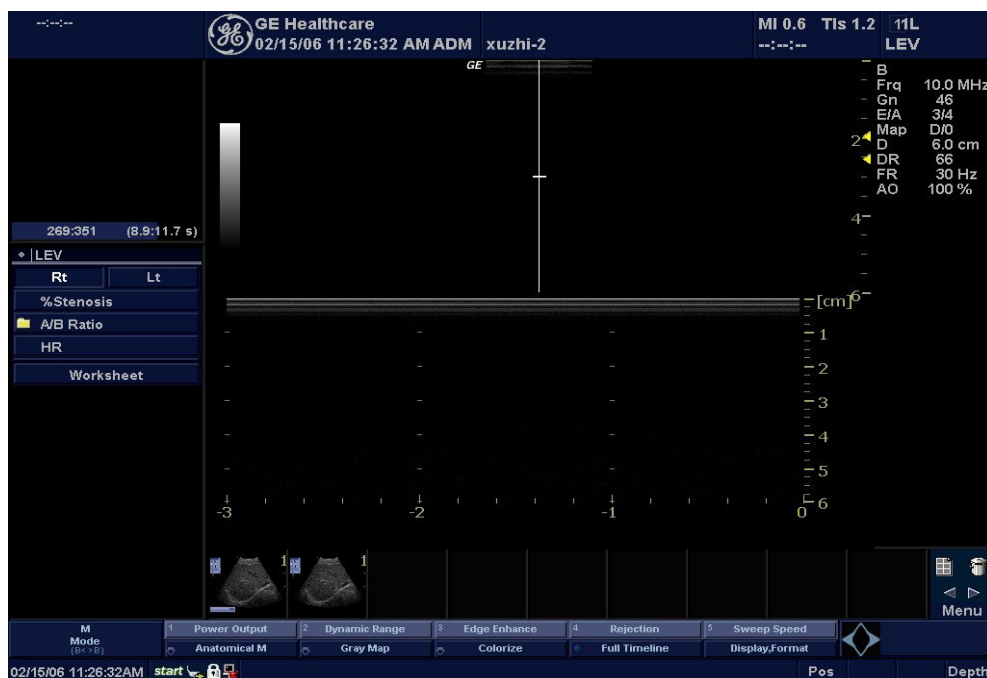 --:--:--
GE Healthcare
02/15/06 11:26:32 AM ADM xuzhi-2
MI 0.6 TIs 1.2 11L
--:--:-- LEV
GE
B
Frq 10.0 MHz
Gn 46
E/A 3/4
Map D/0
D 6.0 cm
DR 66
FR 30 Hz
AO 100 %
2
4
6
269:351 (8.9:11.7 s)
LEV
Rt Lt
%Stenosis
A/B Ratio
HR
Worksheet
[cm]
1
2
3
4
5
6
-3 -2 -1 0
1 1
Menu
M
Mode
(B< >B)
1 Power Output 2 Dynamic Range 3 Edge Enhance 4 Rejection 5 Sweep Speed
Anatomical M Gray Map Colorize Full Timeline Display,Format
02/15/06 11:26:32AM start Pos Depth